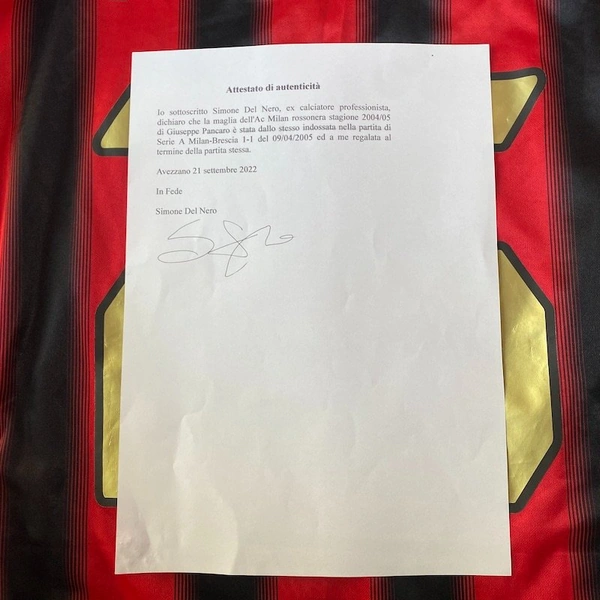 Attestato di autenticità
Io sottoscritto Simone Del Nero, ex calciatore professionista,
dichiaro che la maglia dell'Ac Milan rossonera stagione 2004/05
di Giuseppe Pancaro è stata dallo stesso indossata nella partita di
Serie A Milan-Brescia 1-1 del 09/04/2005 ed a me regalata al
termine della partita stessa.
Avezzano 21 settembre 2022
In Fede
Simone Del Nero